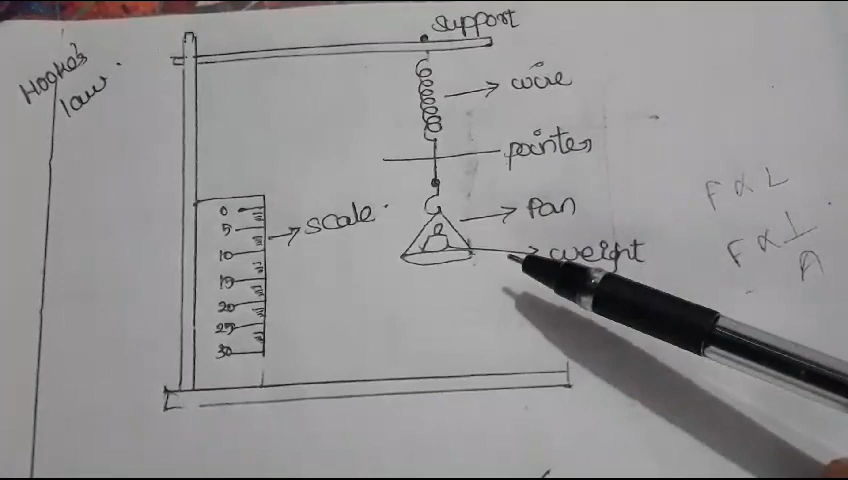 Hooke's
law.
support
wire
pointer
Pan
weight
scale.
0
5
10
15
20
25
30
F ∝ L
F ∝ 1/A